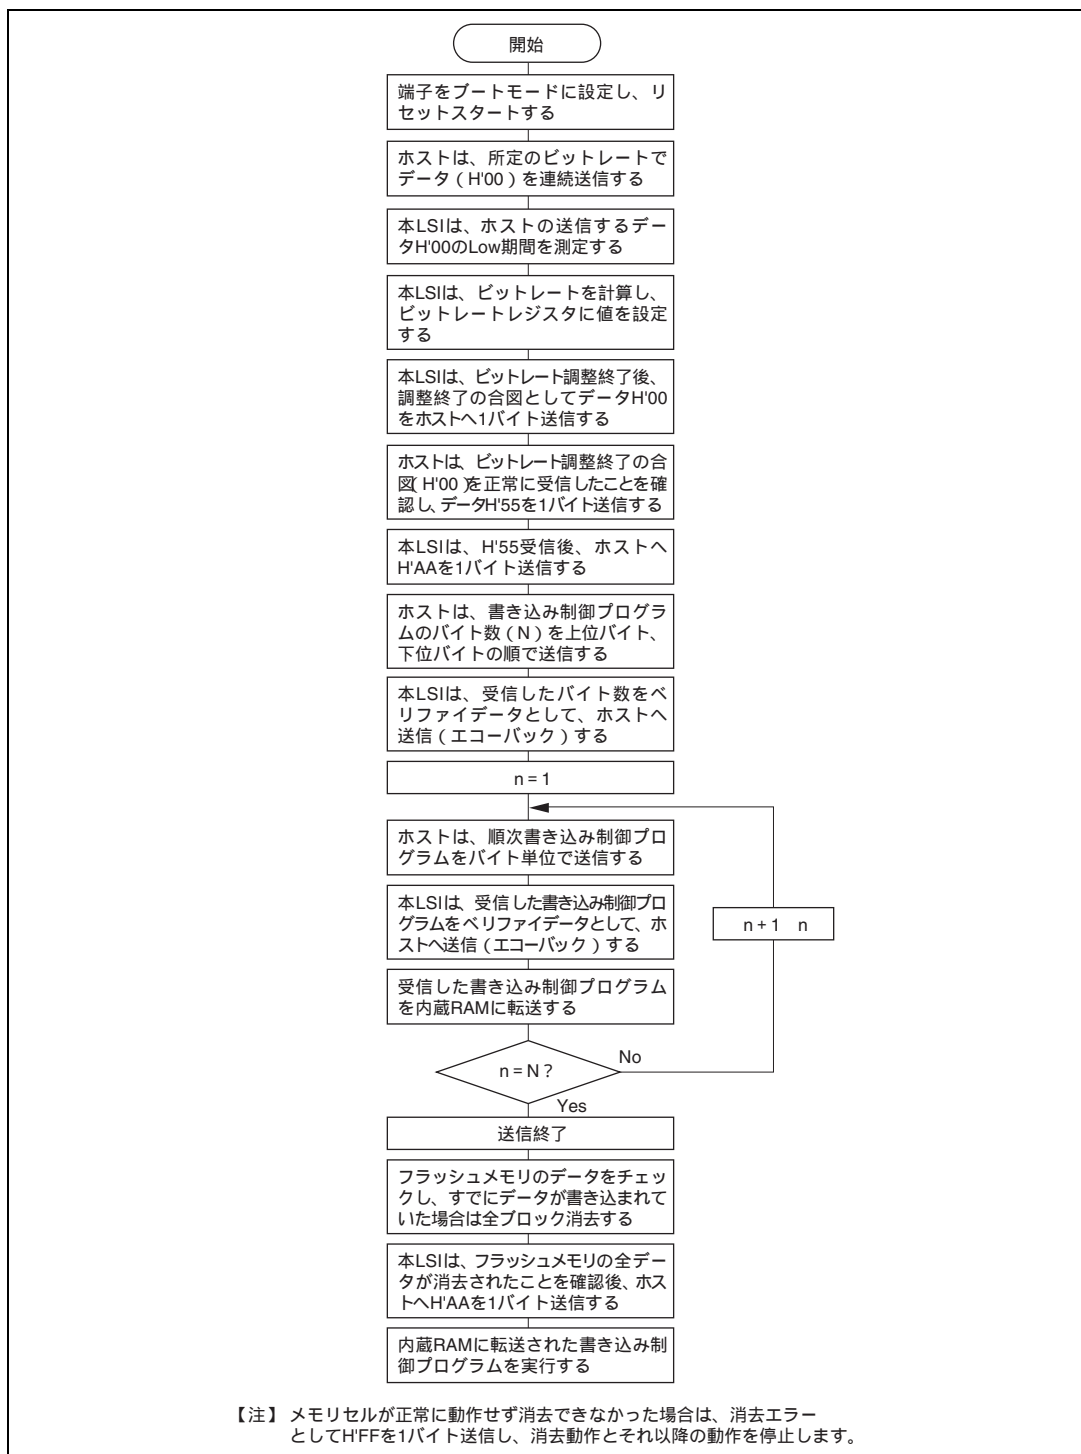 開始
端子をブートモードに設定し、リ
セットスタートする
ホストは、所定のビットレートで
データ（H'00）を連続送信する
本LSIは、ホストの送信するデー
タH'00のLow期間を測定する
本LSIは、ビットレートを計算し、
ビットレートレジスタに値を設定
する
本LSIは、ビットレート調整終了後、
調整終了の合図としてデータH'00
をホストへ1バイト送信する
ホストは、ビットレート調整終了の合
図（H'00）を正常に受信したことを確
認し、データH'55を1バイト送信する
本LSIは、H'55受信後、ホストへ
H'AAを1バイト送信する
ホストは、書き込み制御プログラ
ムのバイト数（N）を上位バイト、
下位バイトの順で送信する
本LSIは、受信したバイト数をベ
リファイデータとして、ホストへ
送信（エコーバック）する
n = 1
ホストは、順次書き込み制御プロ
グラムをバイト単位で送信する
本LSIは、受信した書き込み制御プロ
グラムをベリファイデータとして、ホ
ストへ送信（エコーバック）する
n + 1 n
受信した書き込み制御プログラム
を内蔵RAMに転送する
n = N ?
No
Yes
送信終了
フラッシュメモリのデータをチェッ
クし、すでにデータが書き込まれて
いた場合は全ブロック消去する
本LSIは、フラッシュメモリの全デー
タが消去されたことを確認後、ホス
トへH'AAを1バイト送信する
内蔵RAMに転送された書き込み制
御プログラムを実行する
【注】 メモリセルが正常に動作せず消去できなかった場合は、消去エラー
としてH'FFを1バイト送信し、消去動作とそれ以降の動作を停止します。